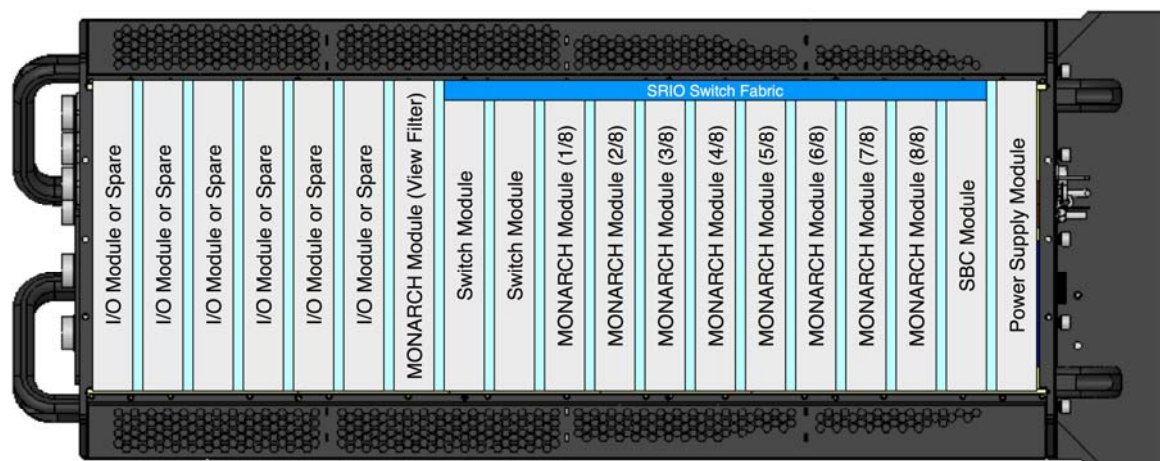 SRIO Switch Fabric
I/O Module or Spare
I/O Module or Spare
I/O Module or Spare
I/O Module or Spare
I/O Module or Spare
I/O Module or Spare
MONARCH Module (View Filter)
Switch Module
Switch Module
MONARCH Module (1/8)
MONARCH Module (2/8)
MONARCH Module (3/8)
MONARCH Module (4/8)
MONARCH Module (5/8)
MONARCH Module (6/8)
MONARCH Module (7/8)
MONARCH Module (8/8)
SBC Module
Power Supply Module